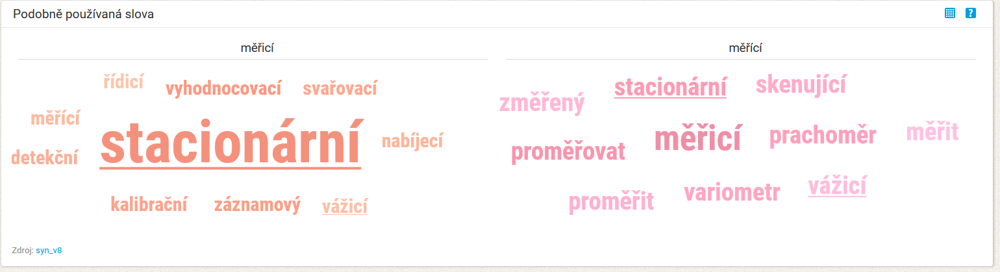 Podobně používaná slova
?
měřicí
řídicí vyhodnocovací svařovací
měřící
stacionární nabíjecí
detekční
kalibrační záznamový vážicí
měřící
stacionární skenující
změřený
měřicí prachoměr měřit
proměřovat
variometr vážicí
proměřit
Zdroj: syn_v8